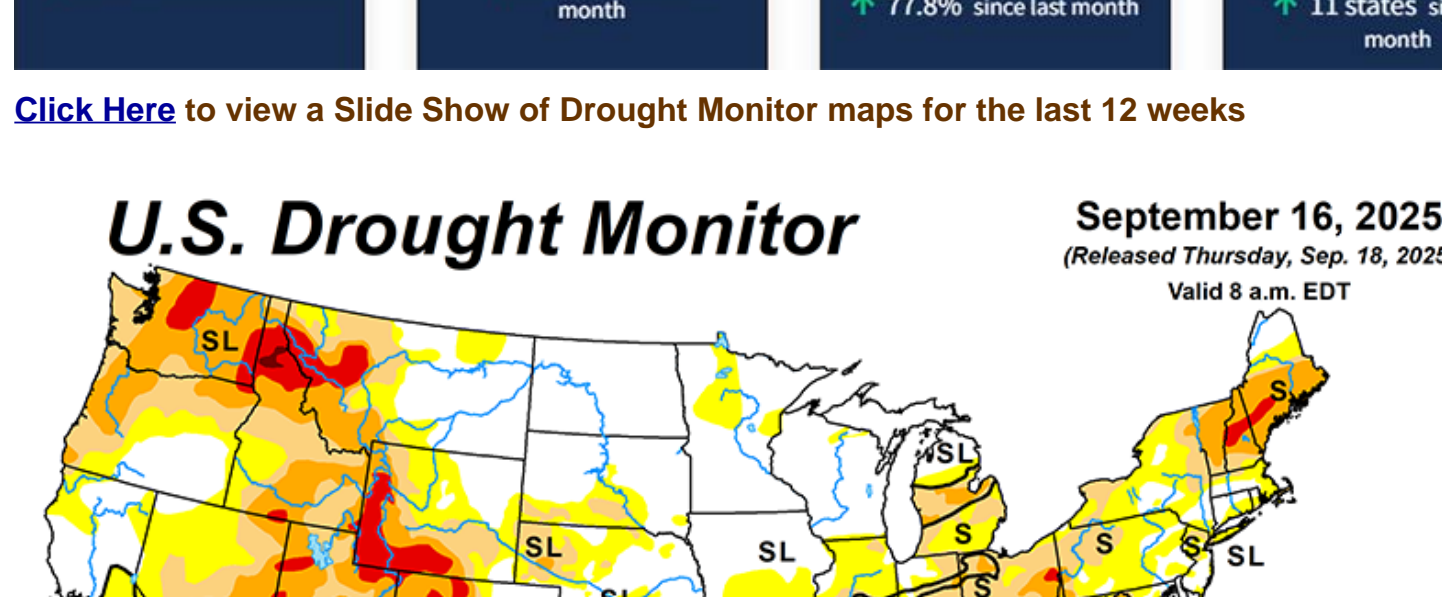 month
77.8% since last month
11 states
month
Click Here to view a Slide Show of Drought Monitor maps for the last 12 weeks
U.S. Drought Monitor
September 16, 2025
(Released Thursday, Sep. 18, 2025
Valid 8 a.m. EDT
SL
S
SL
S
S
S
SL
SL
SL
S
SL